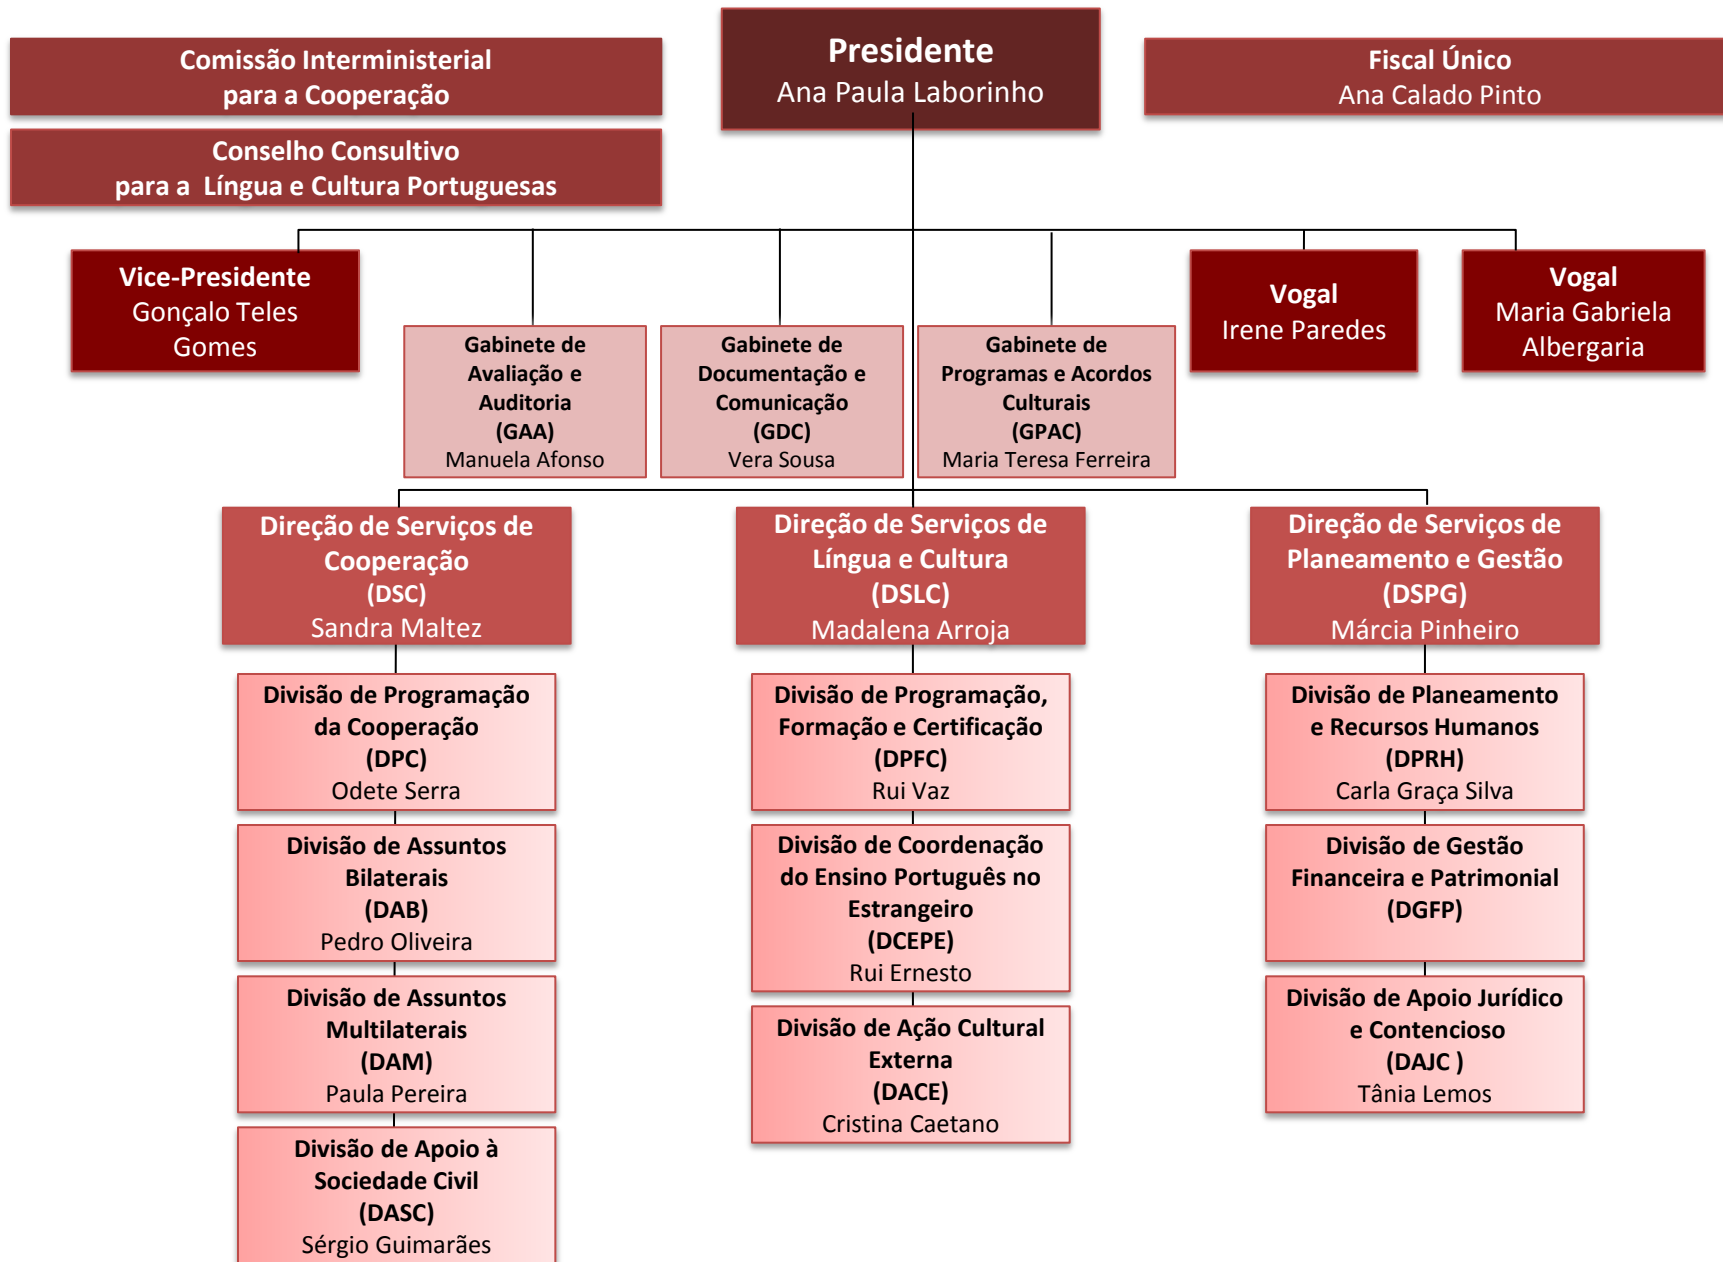 Comissão Interministerial
para a Cooperação
Conselho Consultivo
para a Língua e Cultura Portuguesas
Presidente
Ana Paula Laborinho
Fiscal Único
Ana Calado Pinto
Vice-Presidente
Gonçalo Teles
Gomes
Gabinete de
Avaliação e
Auditoria
(GAA)
Manuela Afonso
Gabinete de
Documentação e
Comunicação
(GDC)
Vera Sousa
Gabinete de
Programas e Acordos
Culturais
(GPAC)
Maria Teresa Ferreira
Vogal
Irene Paredes
Vogal
Maria Gabriela
Albergaria
Direção de Serviços de
Cooperação
(DSC)
Sandra Maltez
Divisão de Programação
da Cooperação
(DPC)
Odete Serra
Divisão de Assuntos
Bilaterais
(DAB)
Pedro Oliveira
Divisão de Assuntos
Multilaterais
(DAM)
Paula Pereira
Divisão de Apoio à
Sociedade Civil
(DASC)
Sérgio Guimarães
Direção de Serviços de
Língua e Cultura
(DSLC)
Madalena Arroja
Divisão de Programação,
Formação e Certificação
(DPFC)
Rui Vaz
Divisão de Coordenação
do Ensino Português no
Estrangeiro
(DCEPE)
Rui Ernesto
Divisão de Ação Cultural
Externa
(DACE)
Cristina Caetano
Direção de Serviços de
Planeamento e Gestão
(DSPG)
Márcia Pinheiro
Divisão de Planeamento
e Recursos Humanos
(DPRH)
Carla Graça Silva
Divisão de Gestão
Financeira e Patrimonial
(DGFP)
Divisão de Apoio Jurídico
e Contencioso
(DAJC )
Tânia Lemos